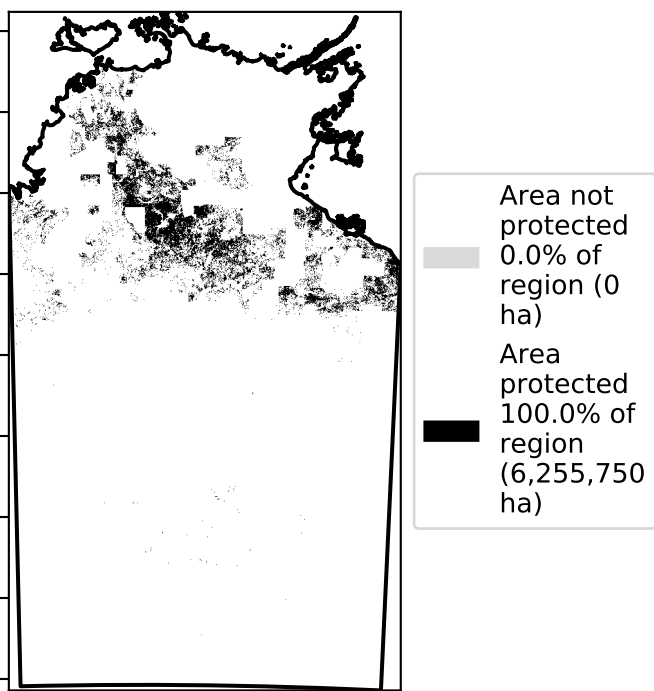 Area not
protected
0.0% of
region (0
ha)
Area
protected
100.0% of
region
(6,255,750
ha)